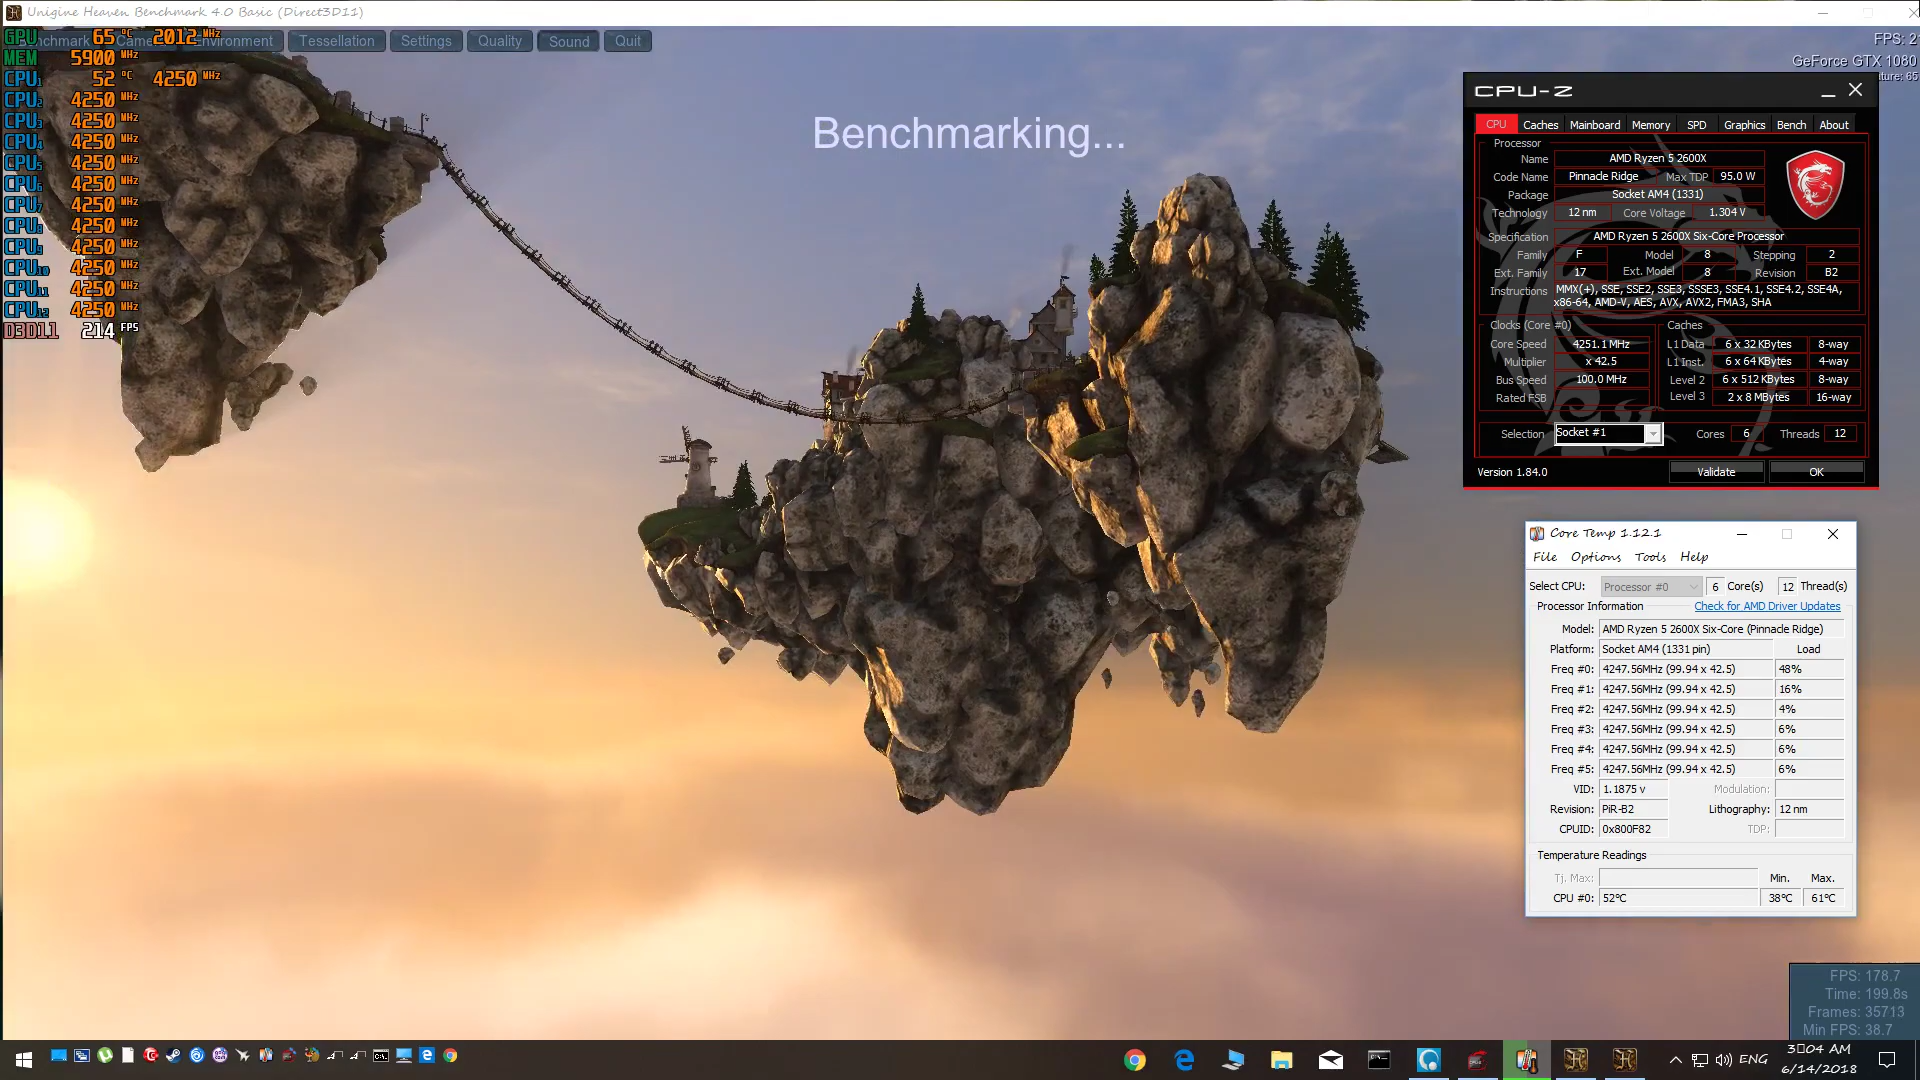 Unigine Heaven Benchmark 4.0 Basic (Direct3D11)
GPU 65 °C 2012 MHz
Benchmark Camera Environment Tessellation Settings Quality Sound Quit
MEM 5900 MHz
CPU1 52 °C 4250 MHz
CPU2 4250 MHz
CPU3 4250 MHz
CPU4 4250 MHz
CPU5 4250 MHz
CPU6 4250 MHz
CPU7 4250 MHz
CPU8 4250 MHz
CPU9 4250 MHz
CPU10 4250 MHz
CPU11 4250 MHz
CPU12 4250 MHz
D3D11 214 FPS
Benchmarking...
FPS: 2
GeForce GTX 1080
65
CPU-Z
CPU Caches Mainboard Memory SPD Graphics Bench About
Processor
Name AMD Ryzen 5 2600X
Code Name Pinnacle Ridge Max TDP 95.0 W
Package Socket AM4 (1331)
Technology 12 nm Core Voltage 1.304 V
Specification AMD Ryzen 5 2600X Six-Core Processor
Family F Model 8 Stepping 2
Ext. Family 17 Ext. Model 8 Revision B2
Instructions MMX(+), SSE, SSE2, SSE3, SSSE3, SSE4.1, SSE4.2, SSE4A,
x86-64, AMD-V, AES, AVX, AVX2, FMA3, SHA
Clocks (Core #0) Caches
Core Speed 4251.1 MHz L1 Data 6 x 32 KBytes 8-way
Multiplier x 42.5 L1 Inst. 6 x 64 KBytes 4-way
Bus Speed 100.0 MHz Level 2 6 x 512 KBytes 8-way
Rated FSB Level 3 2 x 8 MBytes 16-way
Selection Socket #1 Cores 6 Threads 12
Version 1.84.0 Validate OK
Core Temp 1.12.1
File Options Tools Help
Select CPU: Processor #0 6 Core(s) 12 Thread(s)
Processor Information Check for AMD Driver Updates
Model: AMD Ryzen 5 2600X Six-Core (Pinnacle Ridge)
Platform: Socket AM4 (1331 pin) Load
Freq #0: 4247.56MHz (99.94 x 42.5) 48%
Freq #1: 4247.56MHz (99.94 x 42.5) 16%
Freq #2: 4247.56MHz (99.94 x 42.5) 4%
Freq #3: 4247.56MHz (99.94 x 42.5) 6%
Freq #4: 4247.56MHz (99.94 x 42.5) 6%
Freq #5: 4247.56MHz (99.94 x 42.5) 6%
VID: 1.1875 v Modulation:
Revision: PiR-B2 Lithography: 12 nm
CPUID: 0x800F82 TDP:
Temperature Readings
Tj. Max: Min. Max.
CPU #0: 52°C 38°C 61°C
FPS: 178.7
Time: 199.8s
Frames: 35713
Min FPS: 38.7
ENG
3▯04 AM
6/14/2018